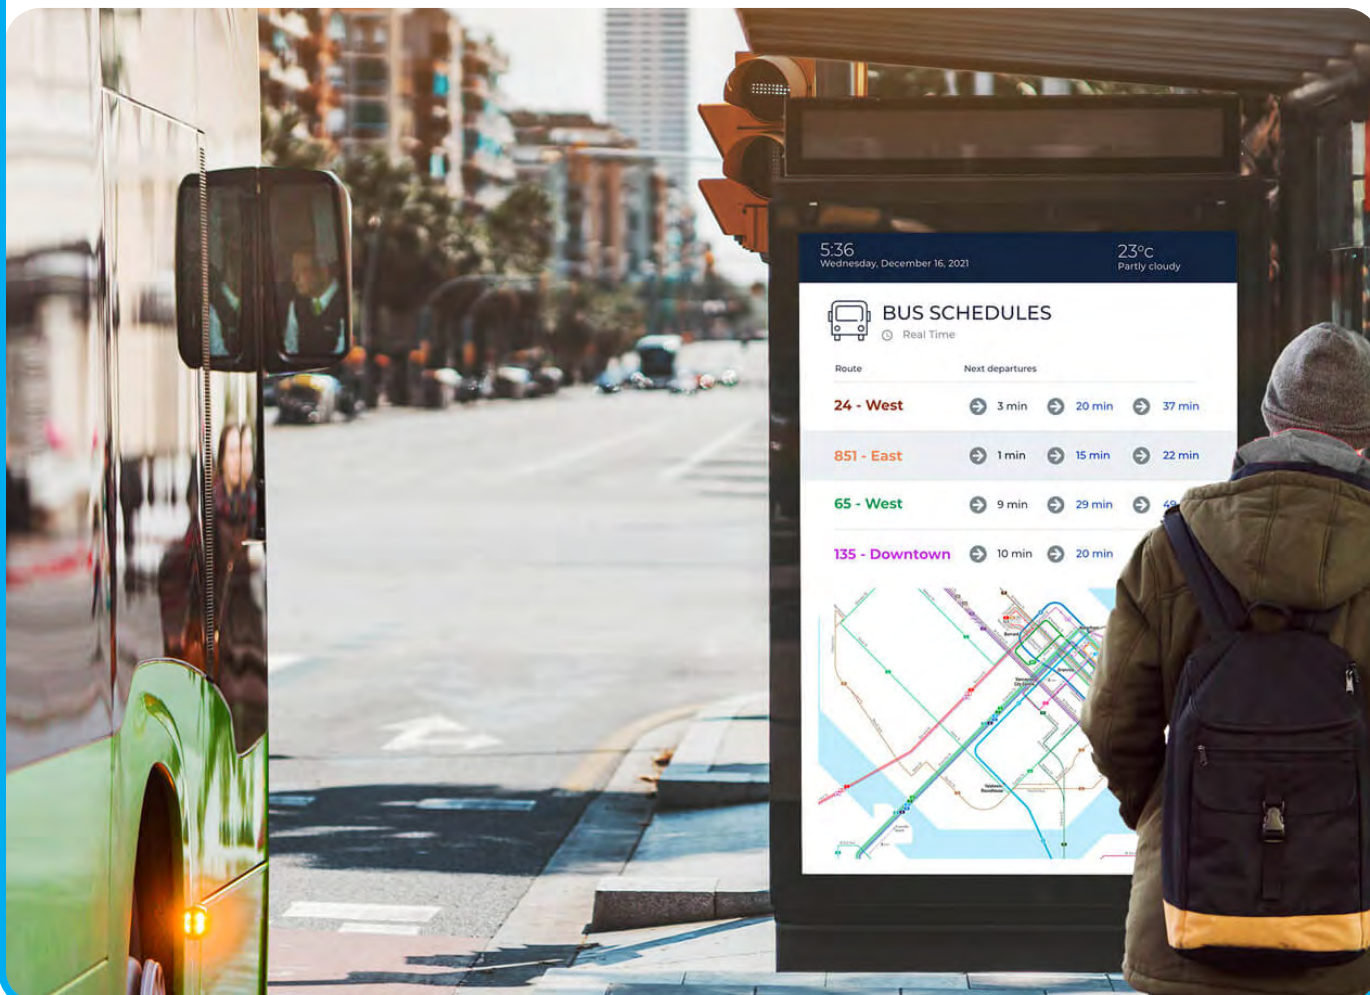 5:36
Wednesday, December 16, 2021
23°C
Partly cloudy
BUS SCHEDULES
Real Time
Route Next departures
24 - West 3 min 20 min 37 min
851 - East 1 min 15 min 22 min
65 - West 9 min 29 min 49
135 - Downtown 10 min 20 min